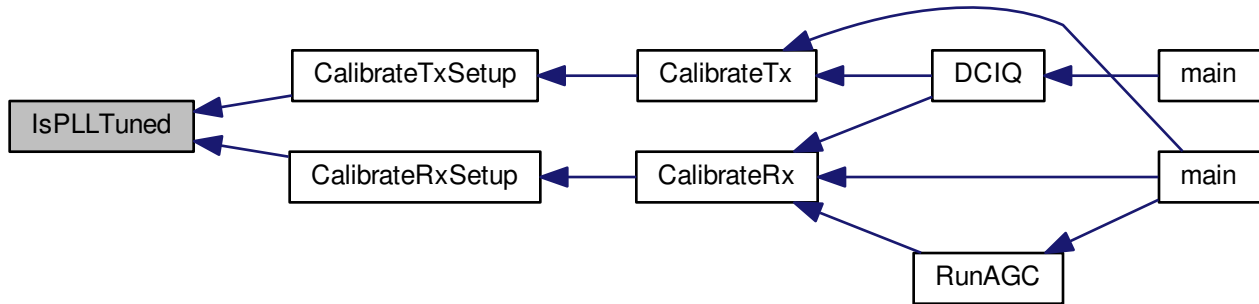 CalibrateTxSetup
CalibrateTx
DCIQ
main
IsPLLTuned
CalibrateRxSetup
CalibrateRx
main
RunAGC